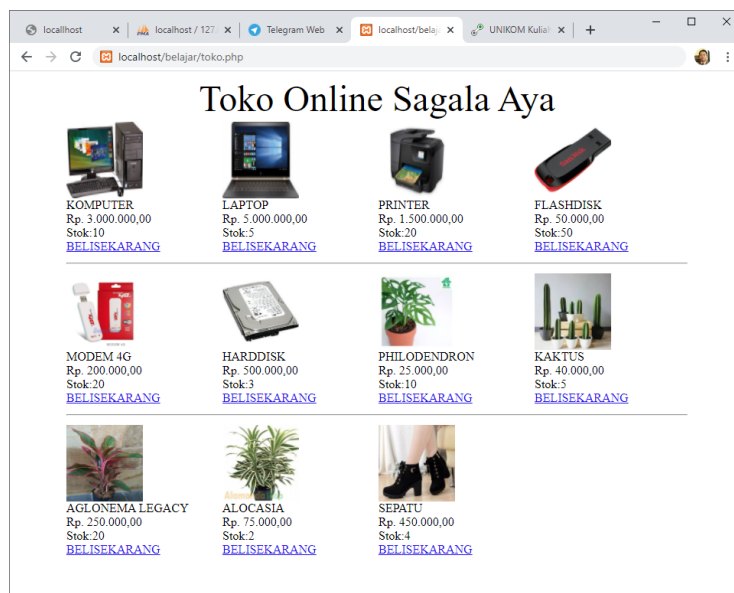 locallhost
localhost / 127.
Telegram Web
localhost/belaja
UNIKOM Kuliah
localhost/belajar/toko.php
Toko Online Sagala Aya
KOMPUTER
Rp. 3.000.000,00
Stok:10
BELISEKARANG
LAPTOP
Rp. 5.000.000,00
Stok:5
BELISEKARANG
PRINTER
Rp. 1.500.000,00
Stok:20
BELISEKARANG
SanDisk
FLASHDISK
Rp. 50.000,00
Stok:50
BELISEKARANG
MODEM 4G
Rp. 200.000,00
Stok:20
BELISEKARANG
HARDDISK
Rp. 500.000,00
Stok:3
BELISEKARANG
PHILODENDRON
Rp. 25.000,00
Stok:10
BELISEKARANG
KAKTUS
Rp. 40.000,00
Stok:5
BELISEKARANG
AGLONEMA LEGACY
Rp. 250.000,00
Stok:20
BELISEKARANG
ALOCASIA
Rp. 75.000,00
Stok:2
BELISEKARANG
SEPATU
Rp. 450.000,00
Stok:4
BELISEKARANG